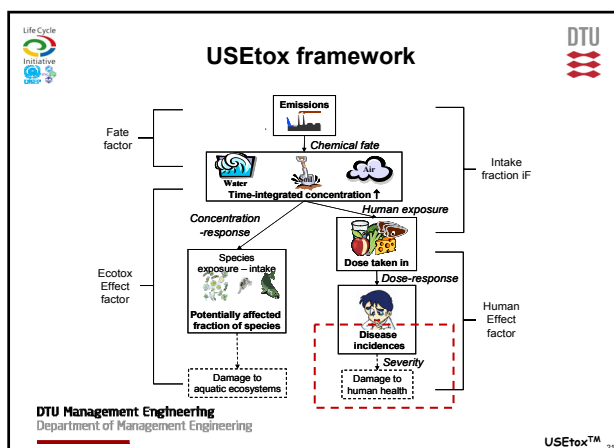 Life Cycle
Initiative
UNEP
USEtox framework
DTU
Emissions
Fate
factor
Chemical fate
Water
Soil
Air
Time-integrated concentration
Intake
fraction iF
Concentration
-response
Human exposure
Species
exposure – intake
Dose taken in
Dose-response
Ecotox
Effect
factor
Potentially affected
fraction of species
Disease
incidences
Human
Effect
factor
Severity
Damage to
aquatic ecosystems
Damage to
human health
DTU Management Engineering
Department of Management Engineering
USEtox™